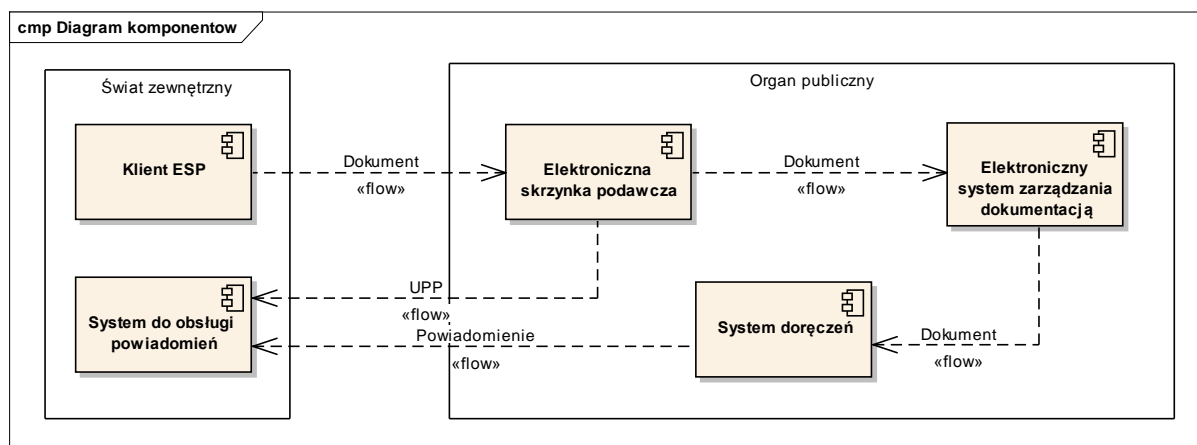 cmp Diagram komponentow
Świat zewnętrzny
Organ publiczny
Klient ESP
Dokument
«flow»
Elektroniczna
skrzynka podawcza
Dokument
«flow»
Elektroniczny
system zarządzania
dokumentacją
System do obsługi
powiadomień
UPP
«flow»
Powiadomienie
«flow»
System doręczeń
Dokument
«flow»